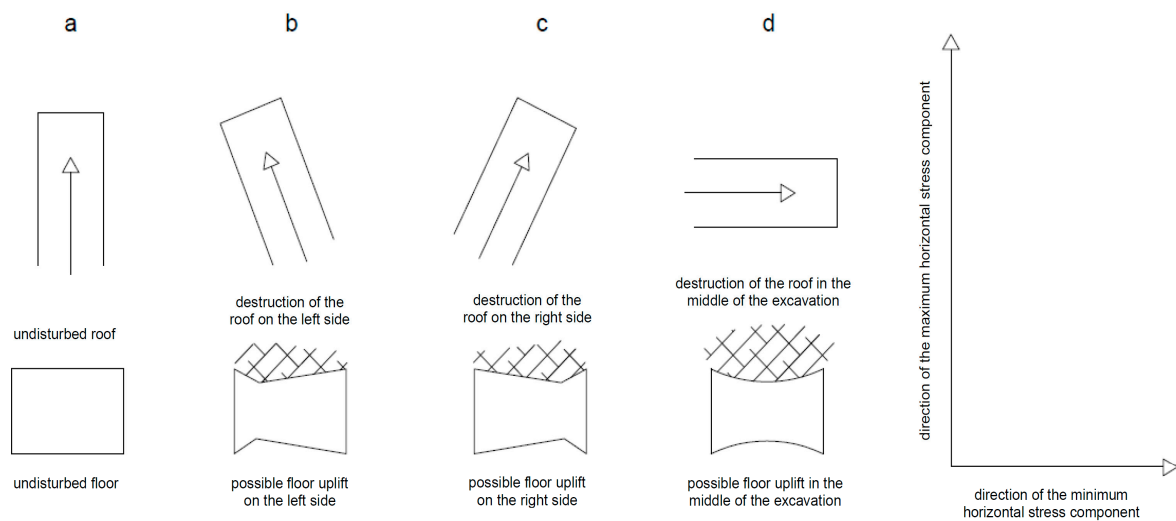 a
b
c
d
undisturbed roof
undisturbed floor
destruction of the
roof on the left side
possible floor uplift
on the left side
destruction of the
roof on the right side
possible floor uplift
on the right side
destruction of the roof in the
middle of the excavation
possible floor uplift in the
middle of the excavation
direction of the maximum horizontal stress component
direction of the minimum
horizontal stress component